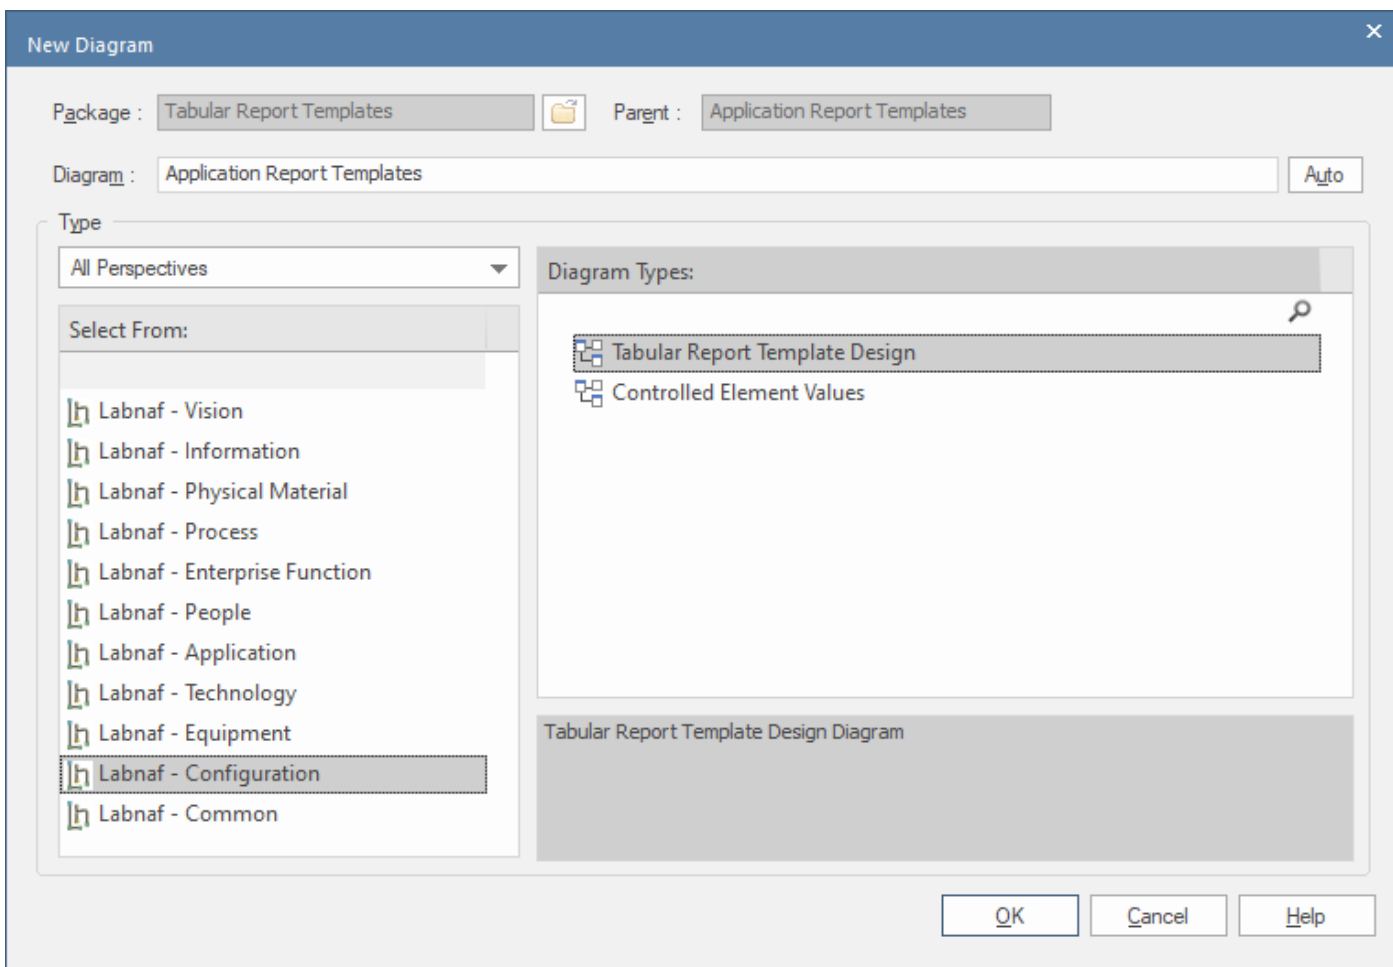 New Diagram
Package : Tabular Report Templates Parent : Application Report Templates
Diagram : Application Report Templates Auto
Type
All Perspectives
Select From:
Labnaf - Vision
Labnaf - Information
Labnaf - Physical Material
Labnaf - Process
Labnaf - Enterprise Function
Labnaf - People
Labnaf - Application
Labnaf - Technology
Labnaf - Equipment
Labnaf - Configuration
Labnaf - Common
Diagram Types:
Tabular Report Template Design
Controlled Element Values
Tabular Report Template Design Diagram
OK Cancel Help